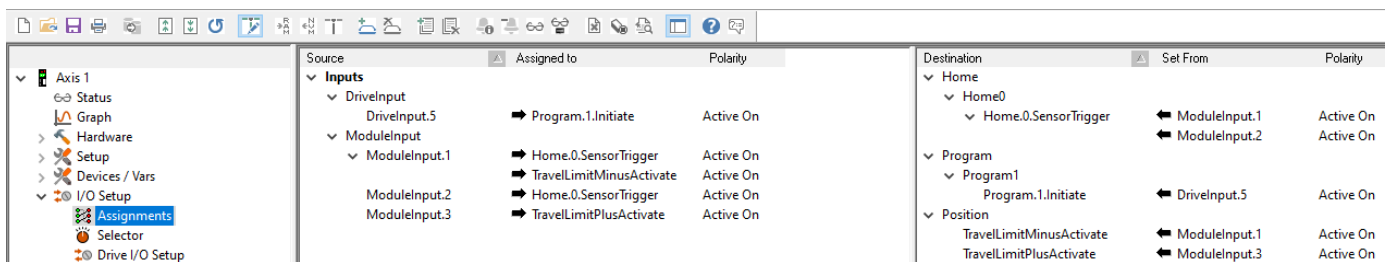 Source Assigned to Polarity
Destination Set From Polarity
Axis 1
Status
Graph
Hardware
Setup
Devices / Vars
I/O Setup
Assignments
Selector
Drive I/O Setup
Inputs
DriveInput
DriveInput.5 Program.1.Initiate Active On
ModuleInput
ModuleInput.1 Home.0.SensorTrigger Active On
TravelLimitMinusActivate Active On
ModuleInput.2 Home.0.SensorTrigger Active On
ModuleInput.3 TravelLimitPlusActivate Active On
Home
Home0
Home.0.SensorTrigger ModuleInput.1 Active On
ModuleInput.2 Active On
Program
Program1
Program.1.Initiate DriveInput.5 Active On
Position
TravelLimitMinusActivate ModuleInput.1 Active On
TravelLimitPlusActivate ModuleInput.3 Active On